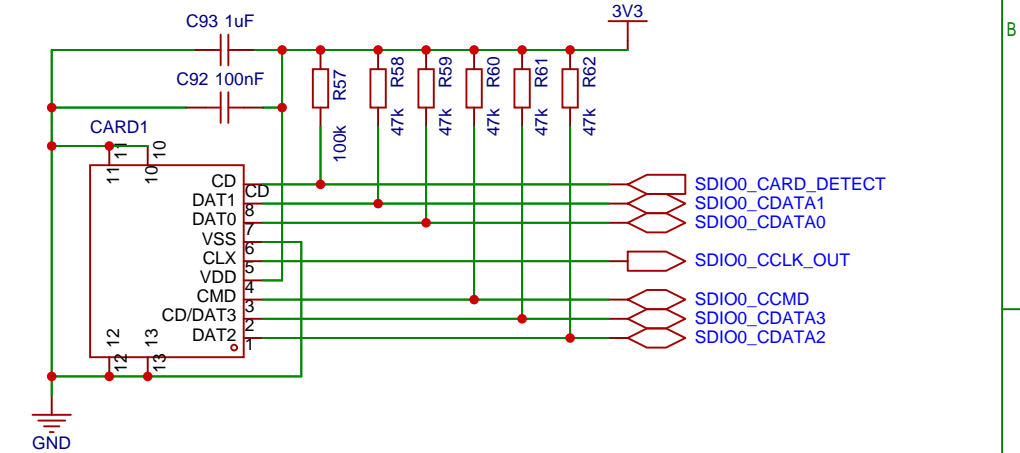 C93 1uF
3V3
B
C92 100nF
R57
R58
R59
R60
R61
R62
100k
47k
47k
47k
47k
47k
CARD1
11
10
11
10
CD
CD
SDIO0_CARD_DETECT
DAT1
8
SDIO0_CDATA1
DAT0
7
SDIO0_CDATA0
VSS
6
CLX
5
SDIO0_CCLK_OUT
VDD
4
CMD
3
SDIO0_CCMD
CD/DAT3
2
SDIO0_CDATA3
DAT2
1
SDIO0_CDATA2
12
13
12
13
GND